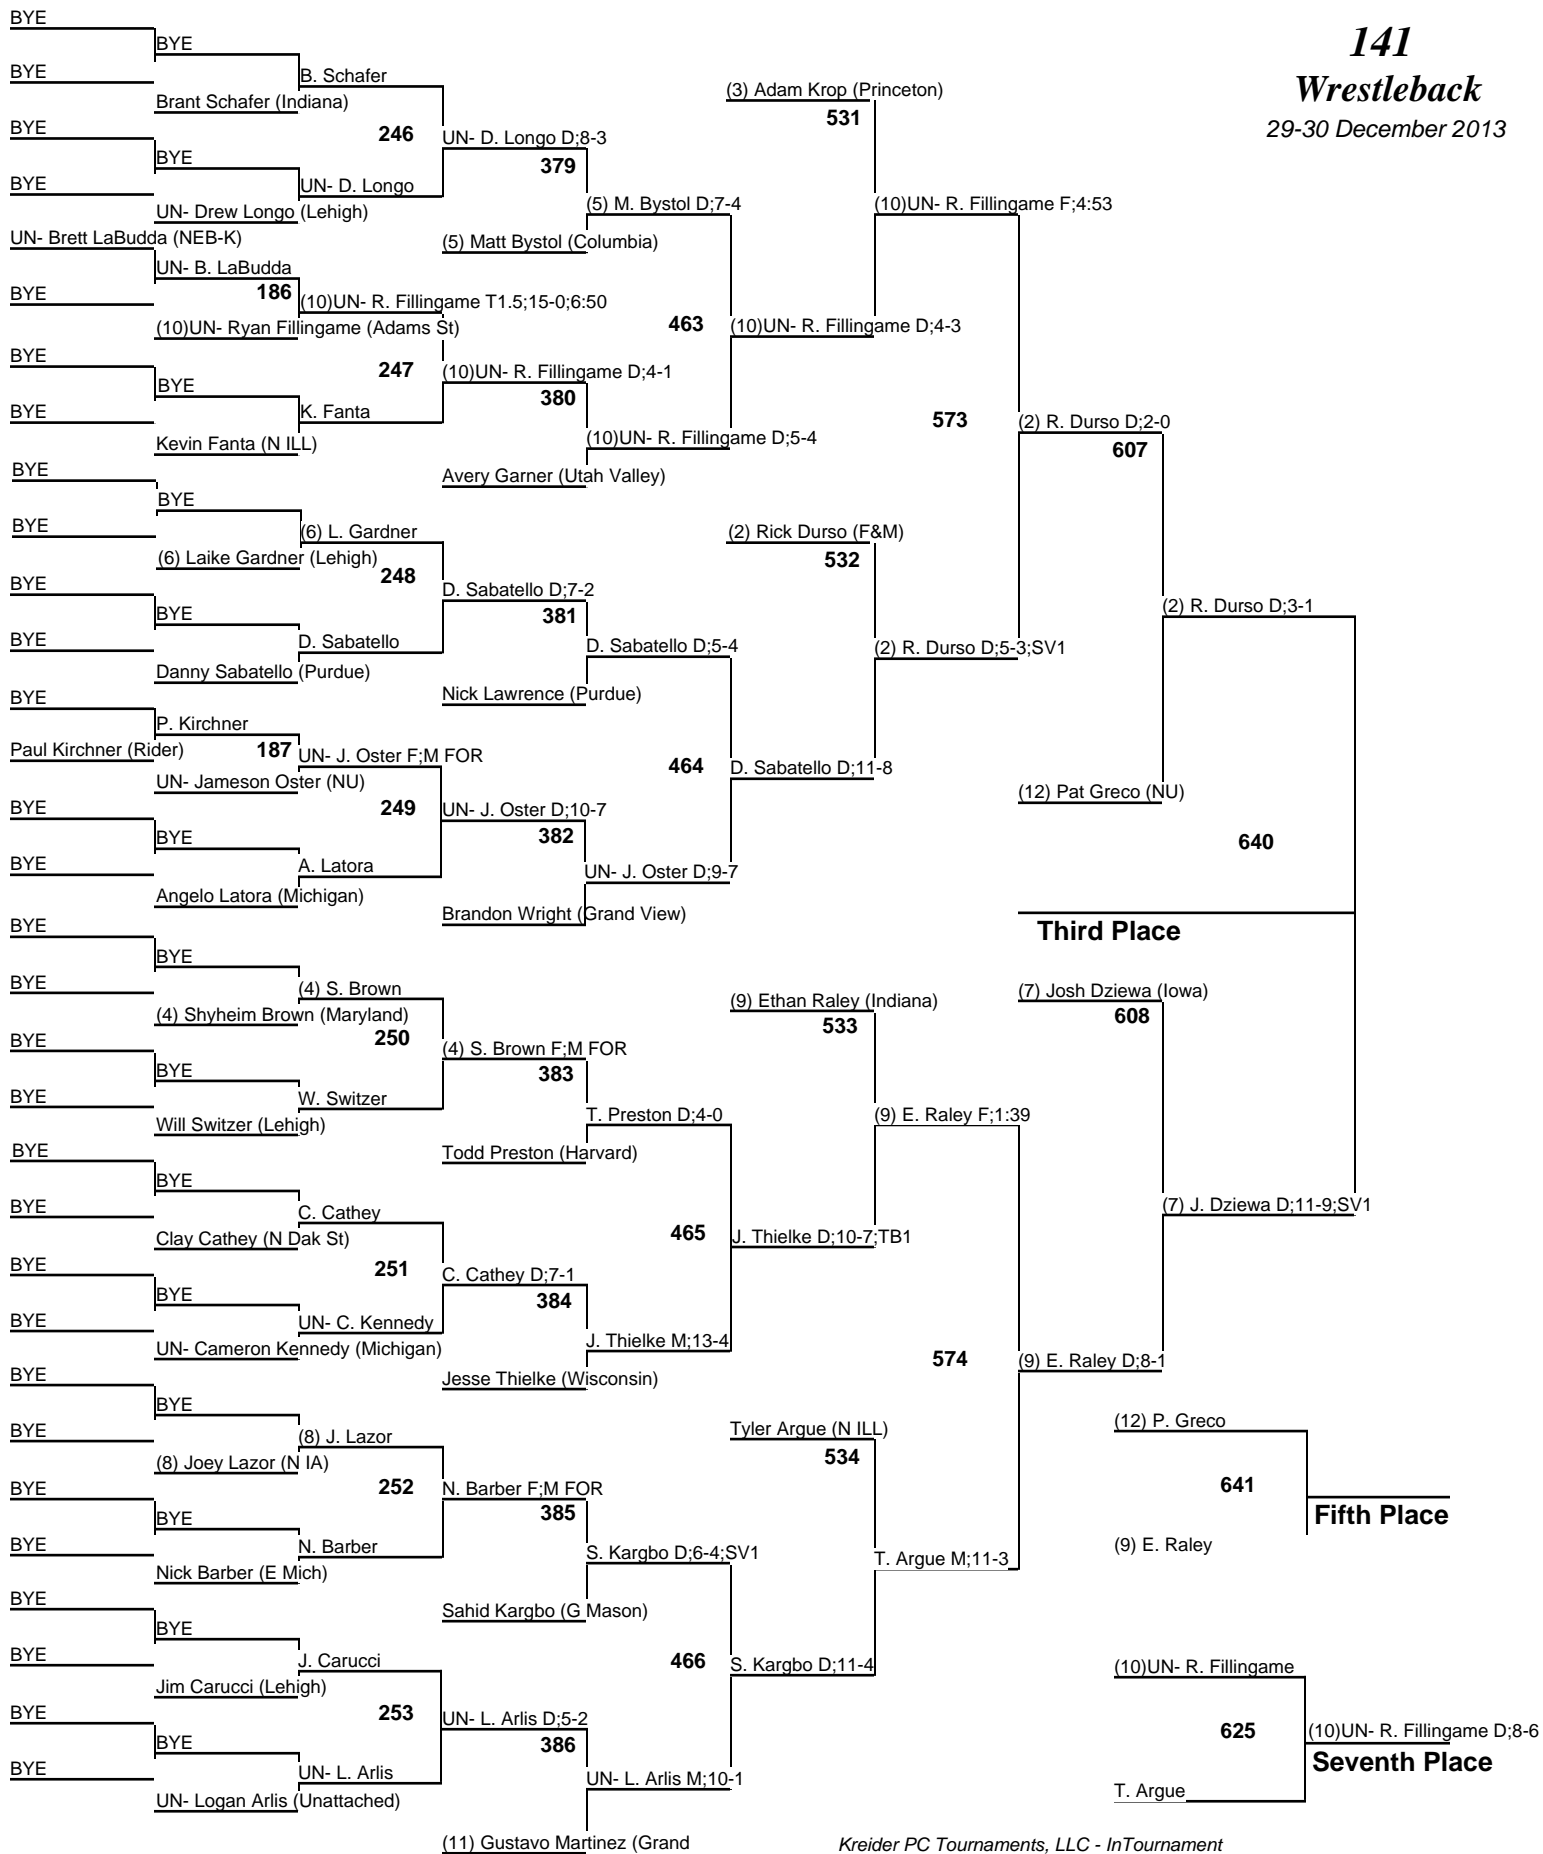 BYE
141
BYE
Wrestleback
BYE
B. Schafer
(3) Adam Krop (Princeton)
Brant Schafer (Indiana)
531
29-30 December 2013
BYE
246
UN- D. Longo D;8-3
BYE
379
BYE
UN- D. Longo
UN- Drew Longo (Lehigh)
(5) M. Bystol D;7-4
(10)UN- R. Fillingame F;4:53
UN- Brett LaBudda (NEB-K)
(5) Matt Bystol (Columbia)
UN- B. LaBudda
BYE
186
(10)UN- R. Fillingame T1.5;15-0;6:50
(10)UN- Ryan Fillingame (Adams St)
463
(10)UN- R. Fillingame D;4-3
BYE
247
(10)UN- R. Fillingame D;4-1
BYE
380
BYE
K. Fanta
573
(2) R. Durso D;2-0
Kevin Fanta (N ILL)
(10)UN- R. Fillingame D;5-4
607
BYE
Avery Garner (Utah Valley)
BYE
BYE
(6) L. Gardner
(2) Rick Durso (F&M)
(6) Laike Gardner (Lehigh)
532
248
BYE
D. Sabatello D;7-2
BYE
381
(2) R. Durso D;3-1
BYE
D. Sabatello
D. Sabatello D;5-4
(2) R. Durso D;5-3;SV1
Danny Sabatello (Purdue)
Nick Lawrence (Purdue)
BYE
P. Kirchner
Paul Kirchner (Rider)
187
UN- J. Oster F;M FOR
464
D. Sabatello D;11-8
UN- Jameson Oster (NU)
(12) Pat Greco (NU)
BYE
249
UN- J. Oster D;10-7
BYE
382
640
BYE
A. Latora
UN- J. Oster D;9-7
Angelo Latora (Michigan)
Brandon Wright (Grand View)
BYE
Third Place
BYE
BYE
(4) S. Brown
(9) Ethan Raley (Indiana)
(7) Josh Dziewa (Iowa)
(4) Shyheim Brown (Maryland)
533
608
BYE
250
(4) S. Brown F;M FOR
BYE
383
BYE
W. Switzer
T. Preston D;4-0
(9) E. Raley F;1:39
Will Switzer (Lehigh)
BYE
Todd Preston (Harvard)
BYE
BYE
C. Cathey
(7) J. Dziewa D;11-9;SV1
Clay Cathey (N Dak St)
465
J. Thielke D;10-7;TB1
BYE
251
C. Cathey D;7-1
BYE
384
BYE
UN- C. Kennedy
J. Thielke M;13-4
UN- Cameron Kennedy (Michigan)
574
(9) E. Raley D;8-1
BYE
Jesse Thielke (Wisconsin)
BYE
BYE
(8) J. Lazor
Tyler Argue (N ILL)
(12) P. Greco
(8) Joey Lazor (N IA)
534
BYE
252
N. Barber F;M FOR
641
BYE
385
Fifth Place
BYE
N. Barber
S. Kargbo D;6-4;SV1
T. Argue M;11-3
(9) E. Raley
Nick Barber (E Mich)
BYE
Sahid Kargbo (G Mason)
BYE
BYE
J. Carucci
466
S. Kargbo D;11-4
(10)UN- R. Fillingame
Jim Carucci (Lehigh)
BYE
253
UN- L. Arlis D;5-2
625
(10)UN- R. Fillingame D;8-6
BYE
386
Seventh Place
BYE
UN- L. Arlis
UN- L. Arlis M;10-1
T. Argue
UN- Logan Arlis (Unattached)
(11) Gustavo Martinez (Grand
Kreider PC Tournaments, LLC - InTournament